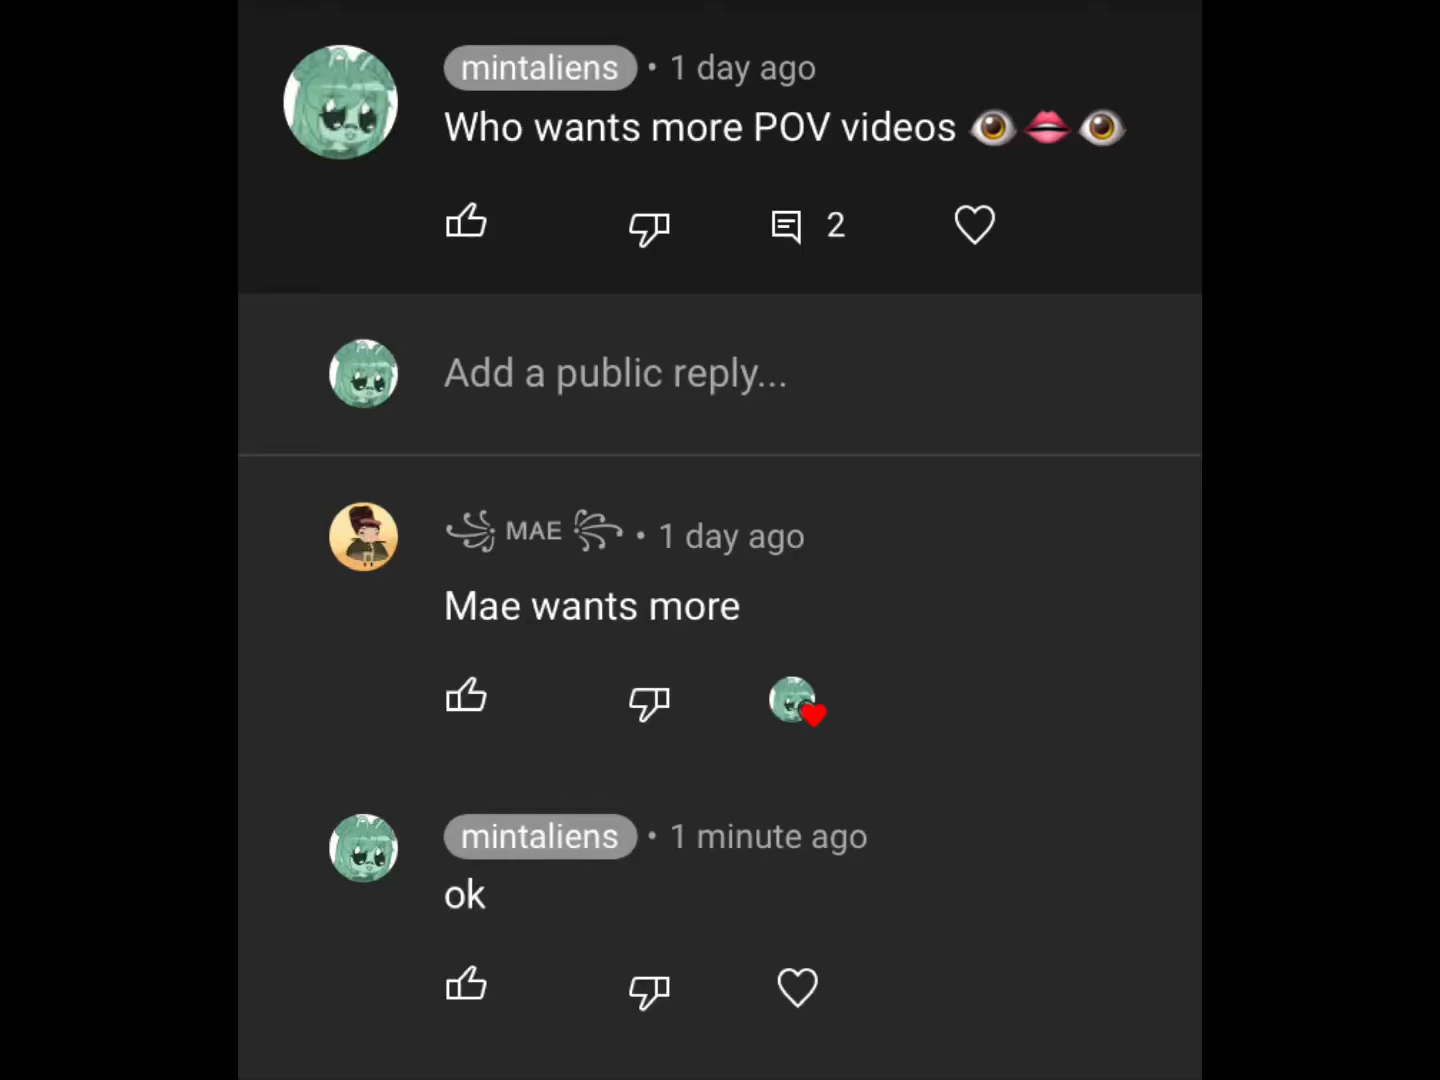 mintaliens • 1 day ago
Who wants more POV videos 👁️👄👁️
2
Add a public reply...
꧁ MAE ꧂ • 1 day ago
Mae wants more
mintaliens • 1 minute ago
ok